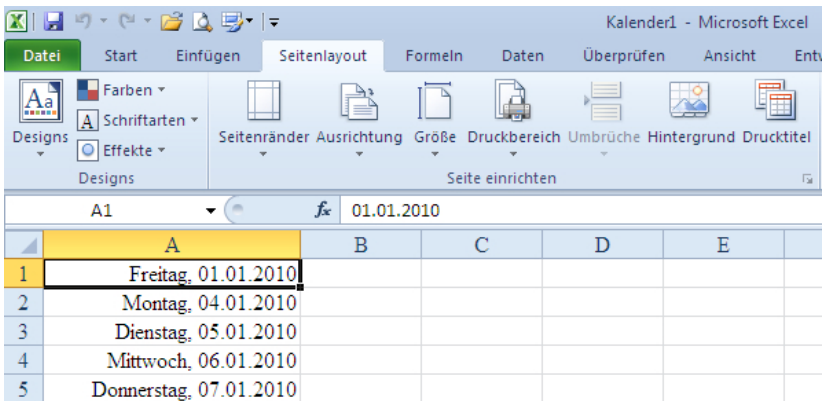 Kalender1 - Microsoft Excel
Datei Start Einfügen Seitenlayout Formeln Daten Überprüfen Ansicht Entw
Aa
Designs
Farben
A Schriftarten
Effekte
Seitenränder Ausrichtung Größe Druckbereich Umbrüche Hintergrund Drucktitel
Designs Seite einrichten
A1 fx 01.01.2010
A B C D E
1 Freitag, 01.01.2010
2 Montag, 04.01.2010
3 Dienstag, 05.01.2010
4 Mittwoch, 06.01.2010
5 Donnerstag, 07.01.2010